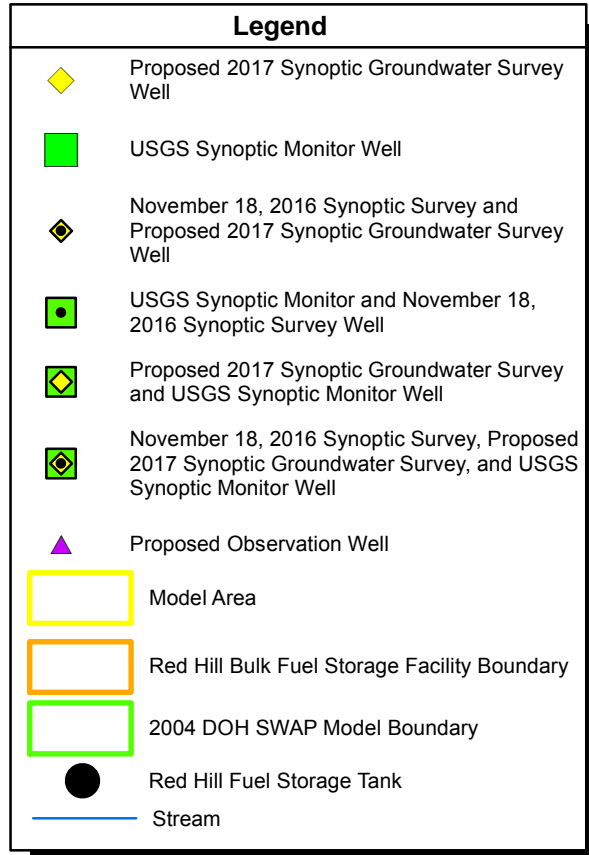 Legend
Proposed 2017 Synoptic Groundwater Survey
Well
USGS Synoptic Monitor Well
November 18, 2016 Synoptic Survey and
Proposed 2017 Synoptic Groundwater Survey
Well
USGS Synoptic Monitor and November 18,
2016 Synoptic Survey Well
Proposed 2017 Synoptic Groundwater Survey
and USGS Synoptic Monitor Well
November 18, 2016 Synoptic Survey, Proposed
2017 Synoptic Groundwater Survey, and USGS
Synoptic Monitor Well
Proposed Observation Well
Model Area
Red Hill Bulk Fuel Storage Facility Boundary
2004 DOH SWAP Model Boundary
Red Hill Fuel Storage Tank
Stream